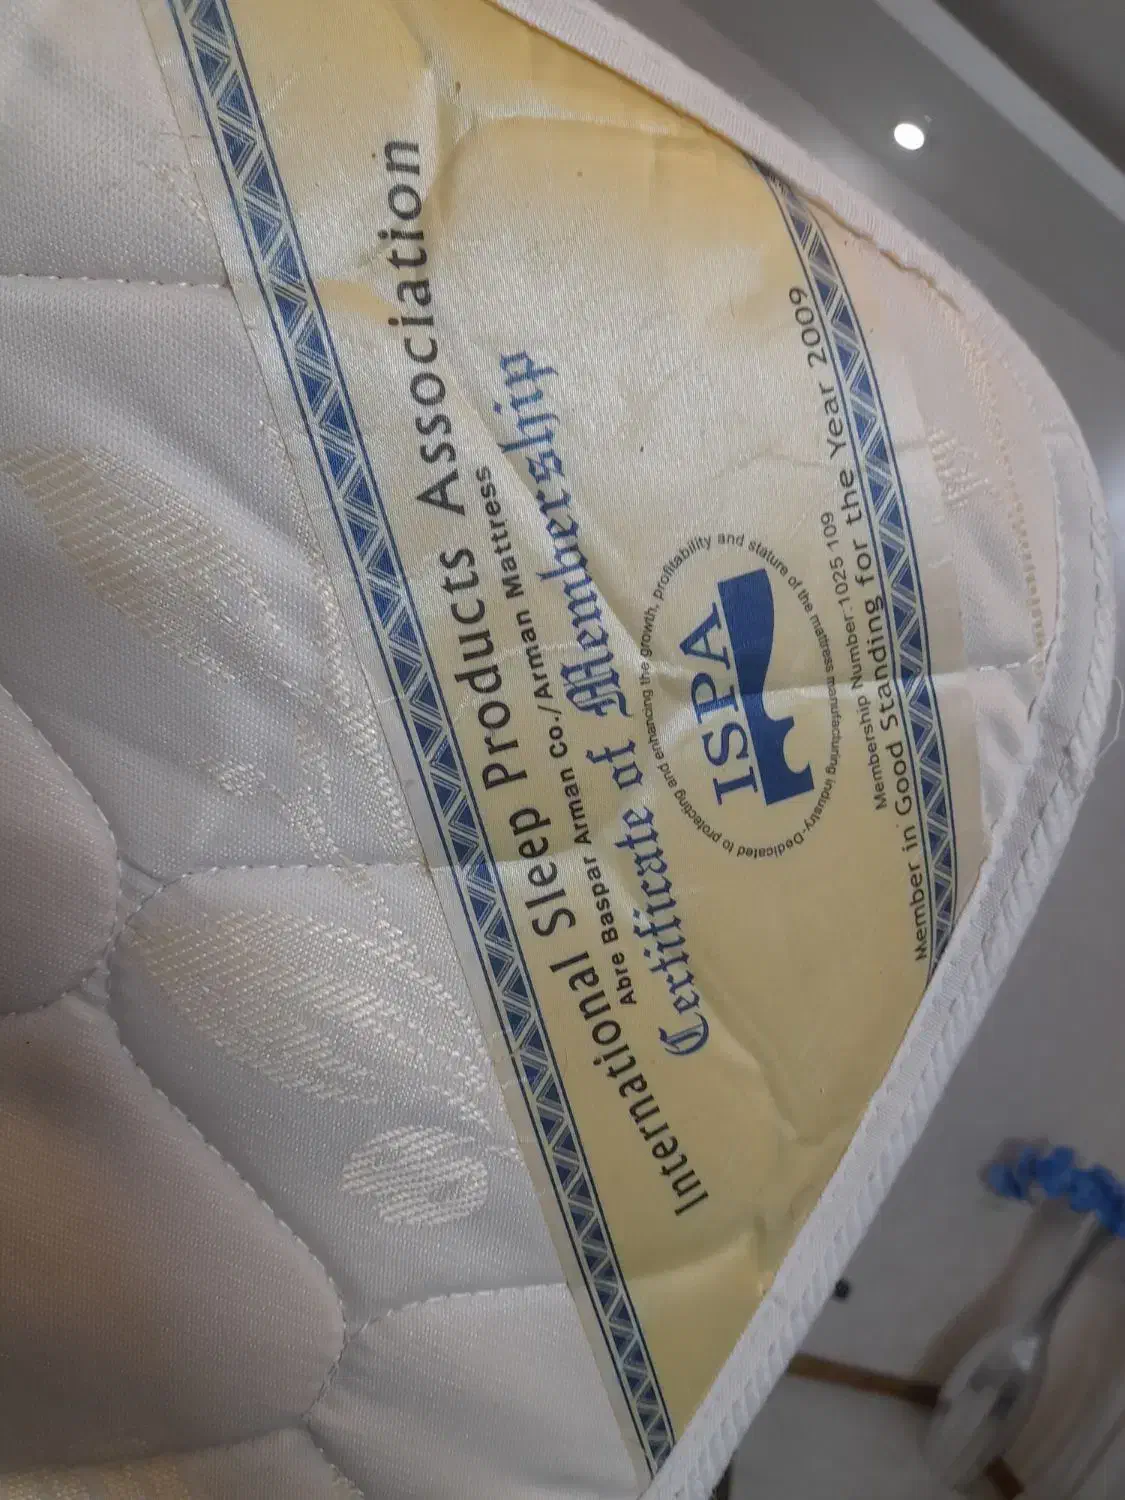 International Sleep Products Association
Abre Baspar Arman Co./Arman Mattress
Certificate of Membership
Dedicated to protecting and enhancing the growth, profitability and stature of the mattress manufacturing industry-
ISPA
Membership Number:1025 109
Member in Good Standing for the Year 2009